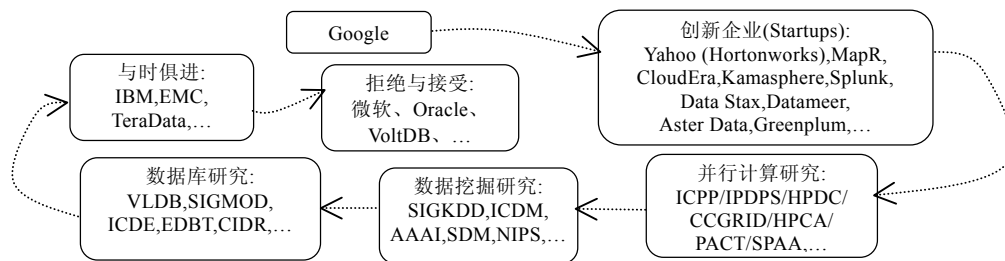 Google
创新企业(Startups):
Yahoo (Hortonworks),MapR,
CloudEra,Kamasphere,Splunk,
Data Stax,Datameer,
Aster Data,Greenplum,…
与时俱进:
IBM,EMC,
TeraData,…
拒绝与接受:
微软、Oracle、
VoltDB、…
数据库研究:
VLDB,SIGMOD,
ICDE,EDBT,CIDR,…
数据挖掘研究:
SIGKDD,ICDM,
AAAI,SDM,NIPS,…
并行计算研究:
ICPP/IPDPS/HPDC/
CCGRID/HPCA/
PACT/SPAA,…